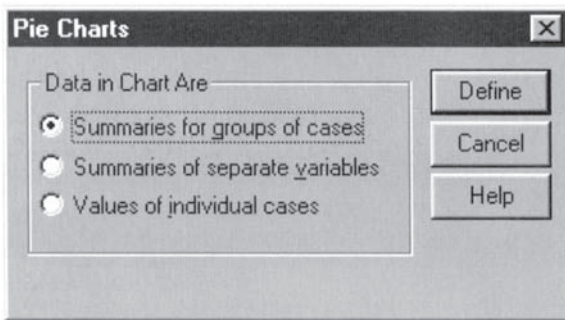 Pie Charts
Data in Chart Are
Summaries for groups of cases
Summaries of separate variables
Values of individual cases
Define
Cancel
Help